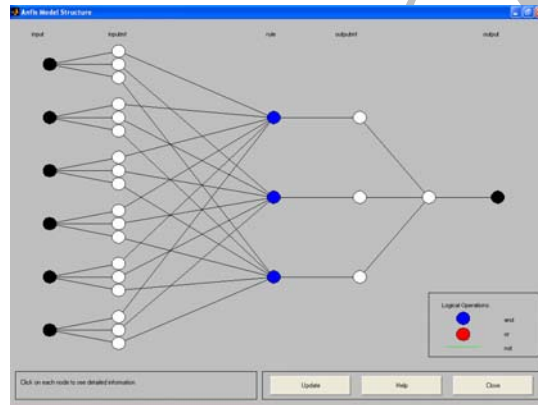 Anfis Model Structure
input
inputmf
rule
outputmf
output
Logical Operations
and
or
not
Click on each node to see detailed information.
Update
Help
Close